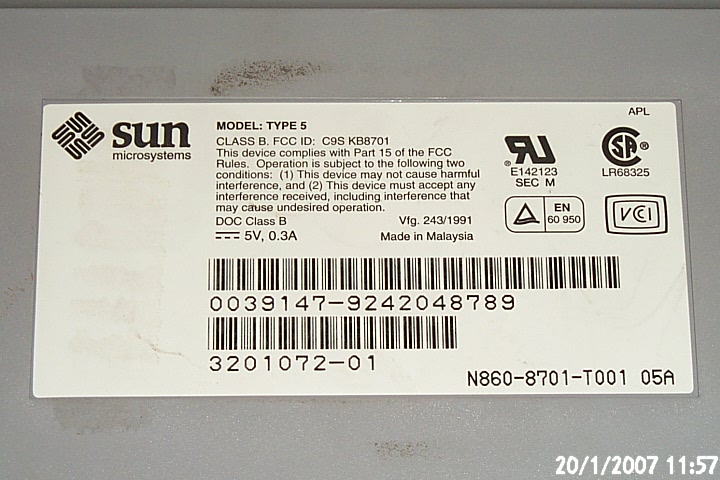 APL
sun
microsystems
MODEL: TYPE 5
CLASS B. FCC ID: C9S KB8701
This device complies with Part 15 of the FCC
Rules. Operation is subject to the following two
conditions: (1) This device may not cause harmful
interference, and (2) This device must accept any
interference received, including interference that
may cause undesired operation.
DOC Class B
Vfg. 243/1991
5V, 0.3A
Made in Malaysia
RU
E142123
SEC M
SA
LR68325
EN
60 950
VCI
0039147-9242048789
3201072-01
N860-8701-T001 05A
20/1/2007 11:57